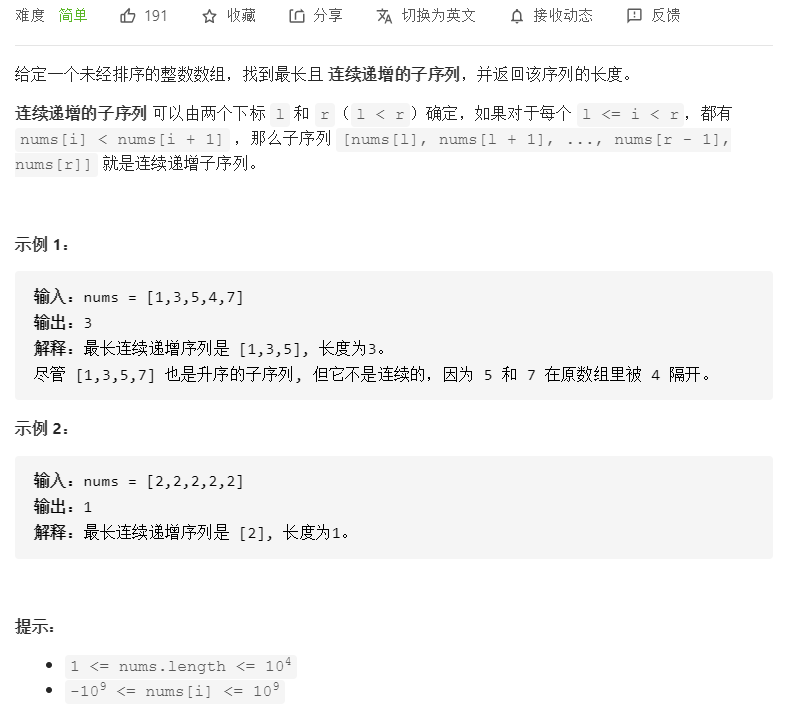 难度 简单 191 收藏 分享 切换为英文 接收动态 反馈
给定一个未经排序的整数数组，找到最长且 连续递增的子序列，并返回该序列的长度。
连续递增的子序列 可以由两个下标 l 和 r（l < r）确定，如果对于每个 l <= i < r，都有
nums[i] < nums[i + 1] ，那么子序列 [nums[l], nums[l + 1], ..., nums[r - 1],
nums[r]] 就是连续递增子序列。
示例 1：
输入：nums = [1,3,5,4,7]
输出：3
解释：最长连续递增序列是 [1,3,5], 长度为3。
尽管 [1,3,5,7] 也是升序的子序列, 但它不是连续的，因为 5 和 7 在原数组里被 4 隔开。
示例 2：
输入：nums = [2,2,2,2,2]
输出：1
解释：最长连续递增序列是 [2], 长度为1。
提示：
1 <= nums.length <= 10⁴
-10⁹ <= nums[i] <= 10⁹